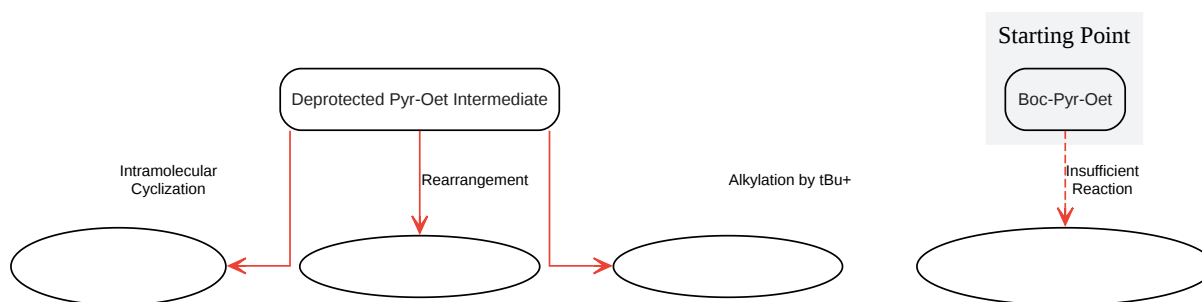 Starting Point
Deprotected Pyr-Oet Intermediate
Boc-Pyr-Oet
Intramolecular
Cyclization
Rearrangement
Alkylation by tBu+
Insufficient
Reaction